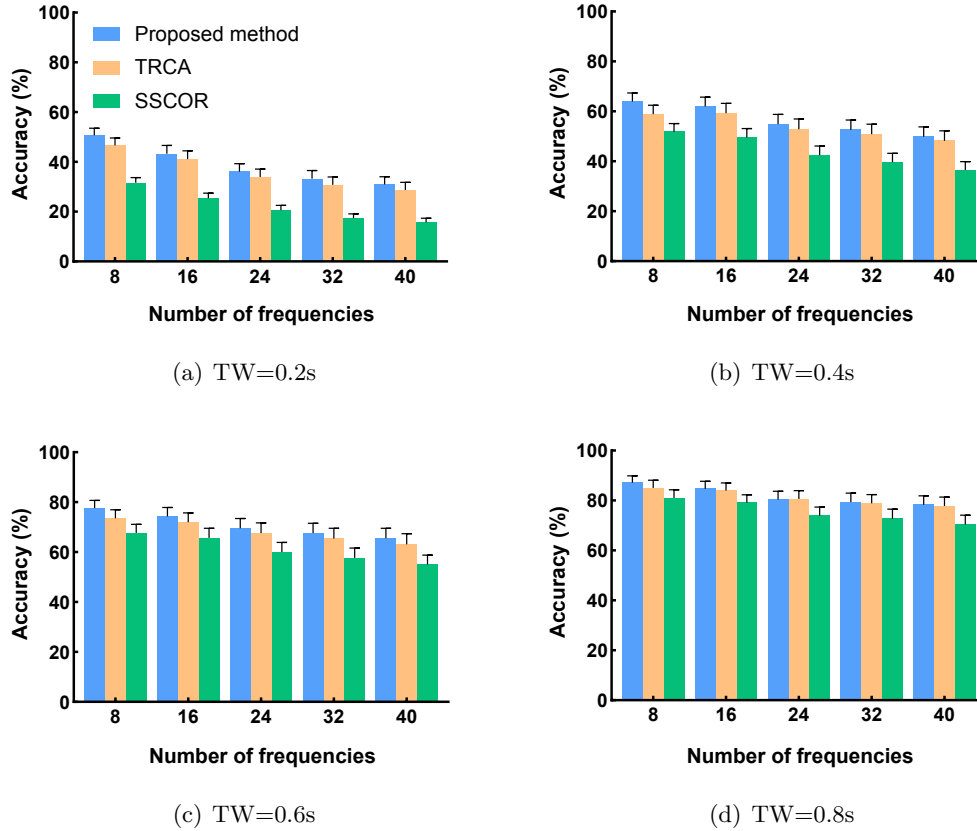 100
80
60
40
20
0
Accuracy (%)
Proposed method
TRCA
SSCOR
8 16 24 32 40
Number of frequencies
(a) TW=0.2s
100
80
60
40
20
0
Accuracy (%)
8 16 24 32 40
Number of frequencies
(b) TW=0.4s
100
80
60
40
20
0
Accuracy (%)
8 16 24 32 40
Number of frequencies
(c) TW=0.6s
100
80
60
40
20
0
Accuracy (%)
8 16 24 32 40
Number of frequencies
(d) TW=0.8s